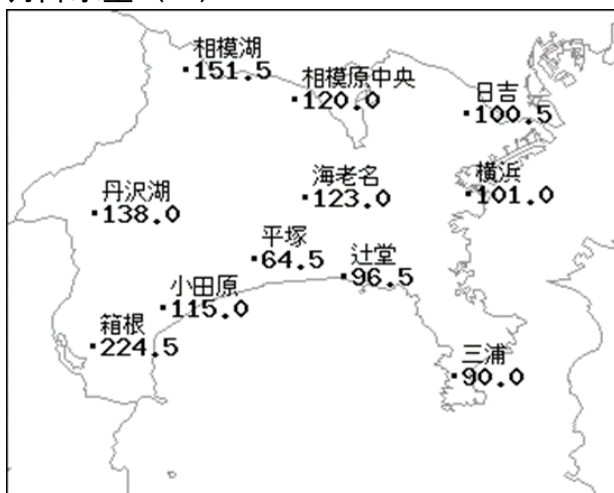 相模湖
151.5
相模原中央
120.0
日吉
100.5
丹沢湖
138.0
海老名
123.0
横浜
101.0
平塚
64.5
辻堂
96.5
小田原
115.0
箱根
224.5
三浦
90.0